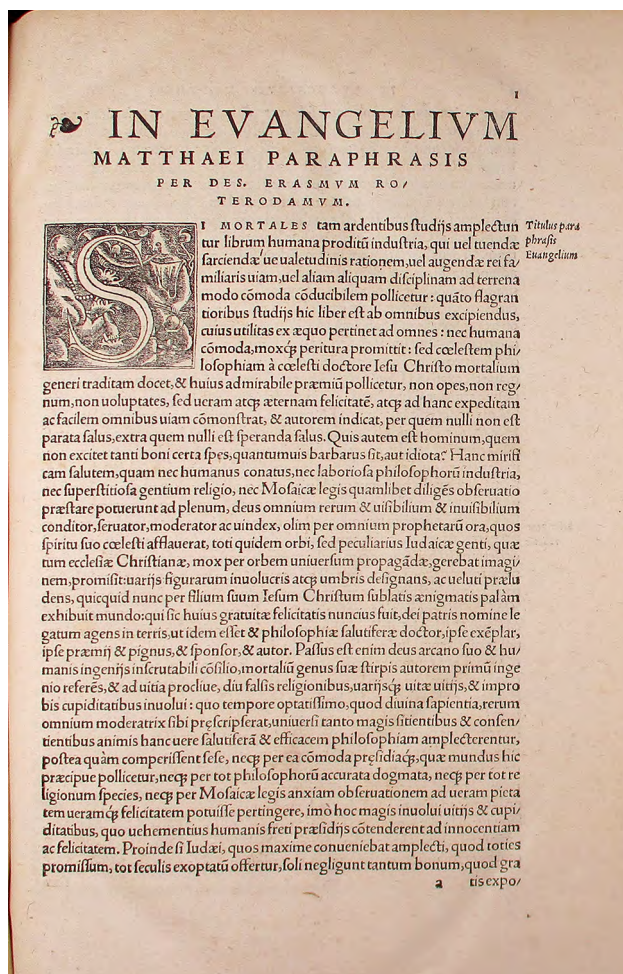 1
IN EVANGELIVM
MATTHAEI PARAPHRASIS
PER DES. ERASMVM RO/
TERODAMVM.
SI MORTALES tam ardentibus ſtudijs amplectun
tur librum humana proditũ induſtria, qui uel tuendæ
ſarciendæ'ue ualetudinis rationem, uel augendæ rei fa/
miliaris uiam, uel aliam aliquam diſciplinam ad terrena
modo cõmoda cõducibilem pollicetur: quãto flagran
tioribus ſtudijs hic liber eſt ab omnibus excipiendus,
cuius utilitas ex æquo pertinet ad omnes: nec humana
cõmoda, moxq́ʒ peritura promittit: ſed cœleſtem phi/
loſophiam à cœleſti doctore Ieſu Chriſto mortalium
generi traditam docet, & huius admirabile præmiũ pollicetur, non opes, non reg/
num, non uoluptates, ſed ueram atqʒ æternam felicitatẽ, atqʒ ad hanc expeditam
ac facilem omnibus uiam cõmonſtrat, & autorem indicat, per quem nulli non eſt
parata ſalus, extra quem nulli eſt ſperanda ſalus. Quis autem eſt hominum, quem
non excitet tanti boni certa ſpes, quantumuis barbarus ſit, aut idiota? Hanc mirifi
cam ſalutem, quam nec humanus conatus, nec laborioſa philoſophorũ induſtria,
nec ſuperſtitioſa gentium religio, nec Moſaicæ legis quamlibet diligẽs obſeruatio
præſtare potuerunt ad plenum, deus omnium rerum & uiſibilium & inuiſibilium
conditor, ſeruator, moderator ac uindex, olim per omnium prophetarũ ora, quos
ſpiritu ſuo cœleſti afflauerat, toti quidem orbi, ſed peculiarius Iudaicæ genti, quæ
tum eccleſiæ Chriſtianæ, mox per orbem uniuerſum propagãdæ, gerebat imagi/
nem, promiſit: uarijs figurarum inuolucris atqʒ umbris deſignans, ac ueluti prælu
dens, quicquid nunc per filium ſuum Ieſum Chriſtum ſublatis ænigmatis palàm
exhibuit mundo: qui ſic huius gratuitæ felicitatis nuncius fuit, dei patris nomine le
gatum agens in terris, ut idem eſſet & philoſophiæ ſalutiferæ doctor, ipſe exẽplar,
ipſe præmij & pignus, & ſponſor, & autor. Paſſus eſt enim deus arcano ſuo & hu/
manis ingenijs inſcrutabili cõſilio, mortaliũ genus ſuæ ſtirpis autorem primũ inge
nio referẽs, & ad uitia procliue, diu falſis religionibus, uarijsq́ʒ uitæ uitijs, & impro
bis cupiditatibus inuolui: quo tempore optatiſſimo, quod diuina ſapientia, rerum
omnium moderatrix ſibi pręſcripſerat, uniuerſi tanto magis ſitientibus & conſen/
tientibus animis hanc uere ſalutiferã & efficacem philoſophiam amplecterentur,
poſtea quàm comperiſſent ſeſe, neqʒ per ea cõmoda pręſidiaq́ʒ, quæ mundus hic
præcipue pollicetur, neqʒ per tot philoſophorũ accurata dogmata, neqʒ per tot re
ligionum ſpecies, neqʒ per Moſaicæ legis anxiam obſeruationem ad ueram pieta
tem ueramq́ʒ felicitatem potuiſſe pertingere, imò hoc magis inuolui uitijs & cupi/
ditatibus, quo uehementius humanis freti præſidijs cõtenderent ad innocentiam
ac felicitatem. Proinde ſi Iudæi, quos maxime conueniebat amplecti, quod toties
promiſſum, tot ſeculis exoptatũ offertur, ſoli negligunt tantum bonum, quod gra
a tis expo/
Titulus para
phraſis
Euangelium